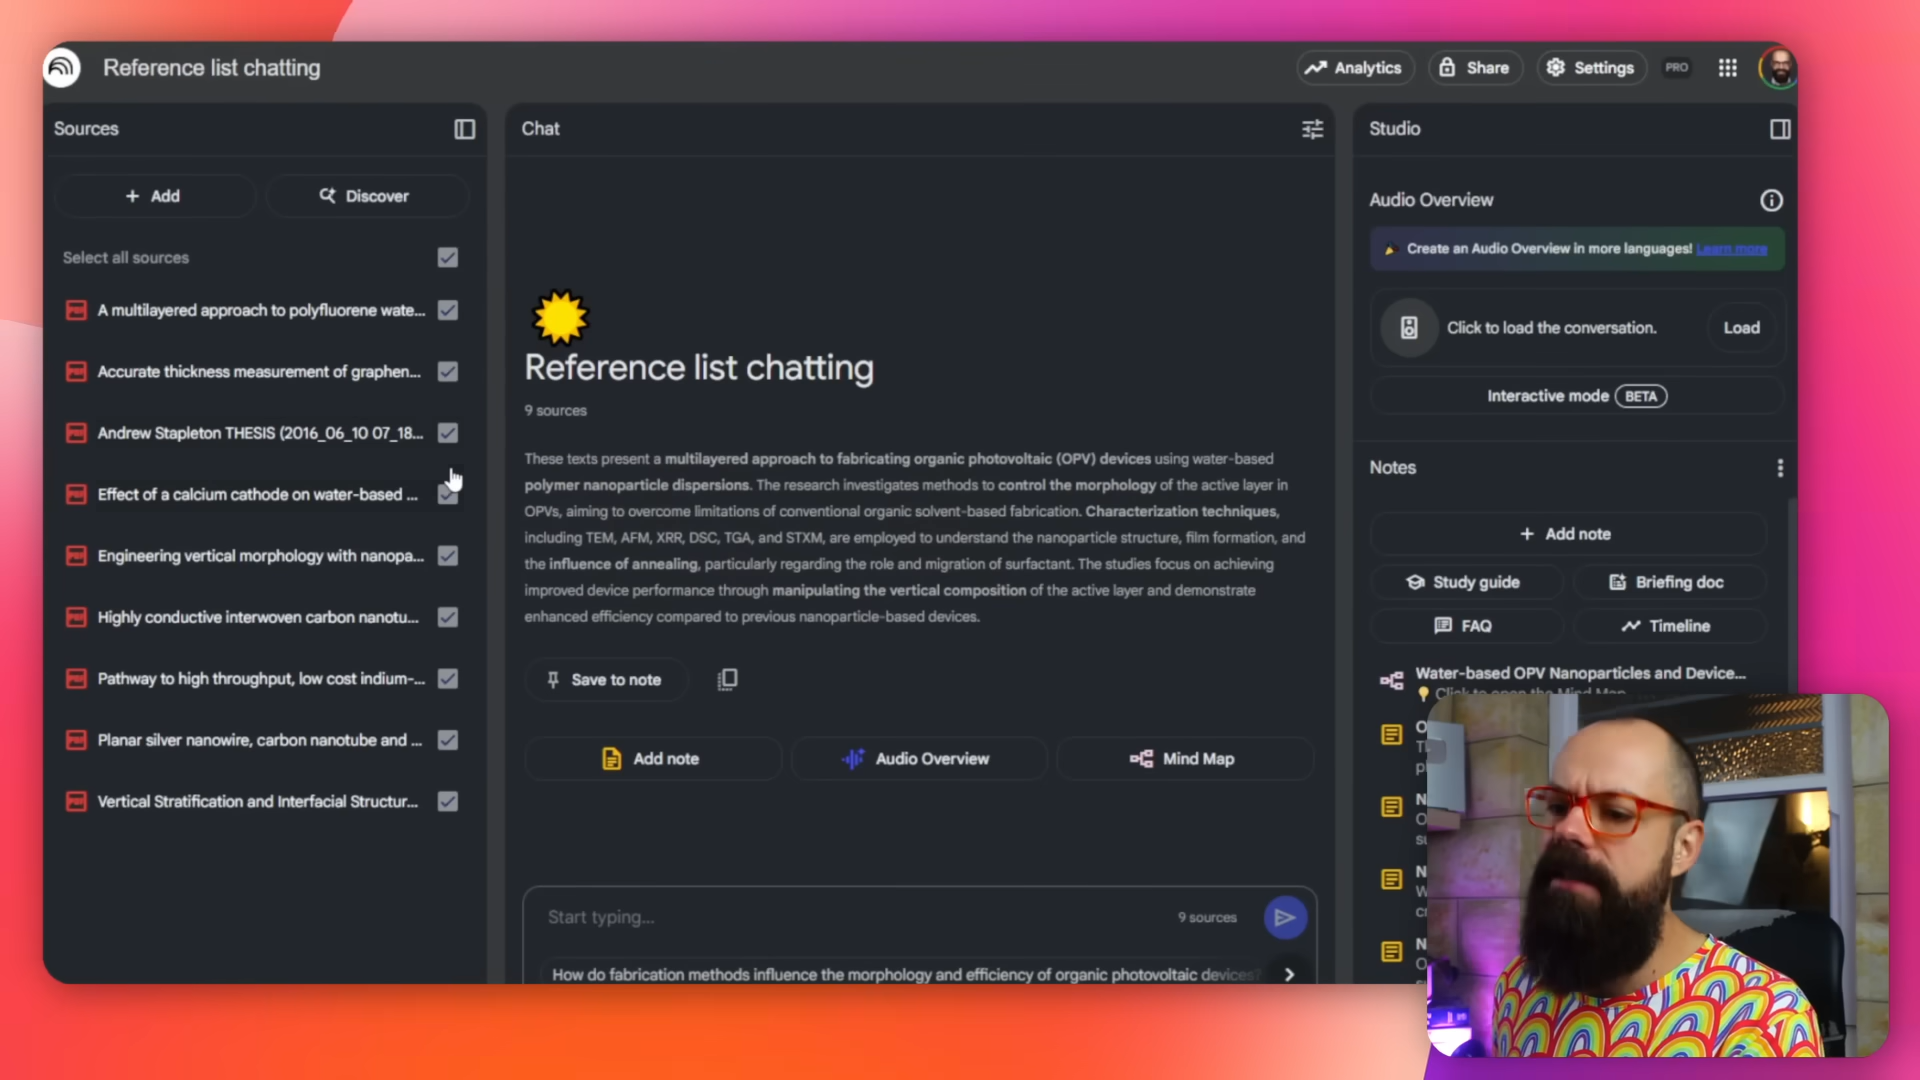 Reference list chatting
Analytics
Share
Settings
PRO
Sources
Add
Discover
Select all sources
A multilayered approach to polyfluorene wate...
Accurate thickness measurement of graphen...
Andrew Stapleton THESIS (2016_06_10 07_18...
Effect of a calcium cathode on water-based ...
Engineering vertical morphology with nanopa...
Highly conductive interwoven carbon nanotu...
Pathway to high throughput, low cost indium-...
Planar silver nanowire, carbon nanotube and ...
Vertical Stratification and Interfacial Structur...
Chat
Reference list chatting
9 sources
These texts present a multilayered approach to fabricating organic photovoltaic (OPV) devices using water-based
polymer nanoparticle dispersions. The research investigates methods to control the morphology of the active layer in
OPVs, aiming to overcome limitations of conventional organic solvent-based fabrication. Characterization techniques,
including TEM, AFM, XRR, DSC, TGA, and STXM, are employed to understand the nanoparticle structure, film formation, and
the influence of annealing, particularly regarding the role and migration of surfactant. The studies focus on achieving
improved device performance through manipulating the vertical composition of the active layer and demonstrate
enhanced efficiency compared to previous nanoparticle-based devices.
Save to note
Add note
Audio Overview
Mind Map
Start typing...
9 sources
How do fabrication methods influence the morphology and efficiency of organic photovoltaic devices?
Studio
Audio Overview
Create an Audio Overview in more languages! Learn more
Click to load the conversation.
Load
Interactive mode BETA
Notes
Add note
Study guide
Briefing doc
FAQ
Timeline
Water-based OPV Nanoparticles and Device...
Click to open the Mind Map